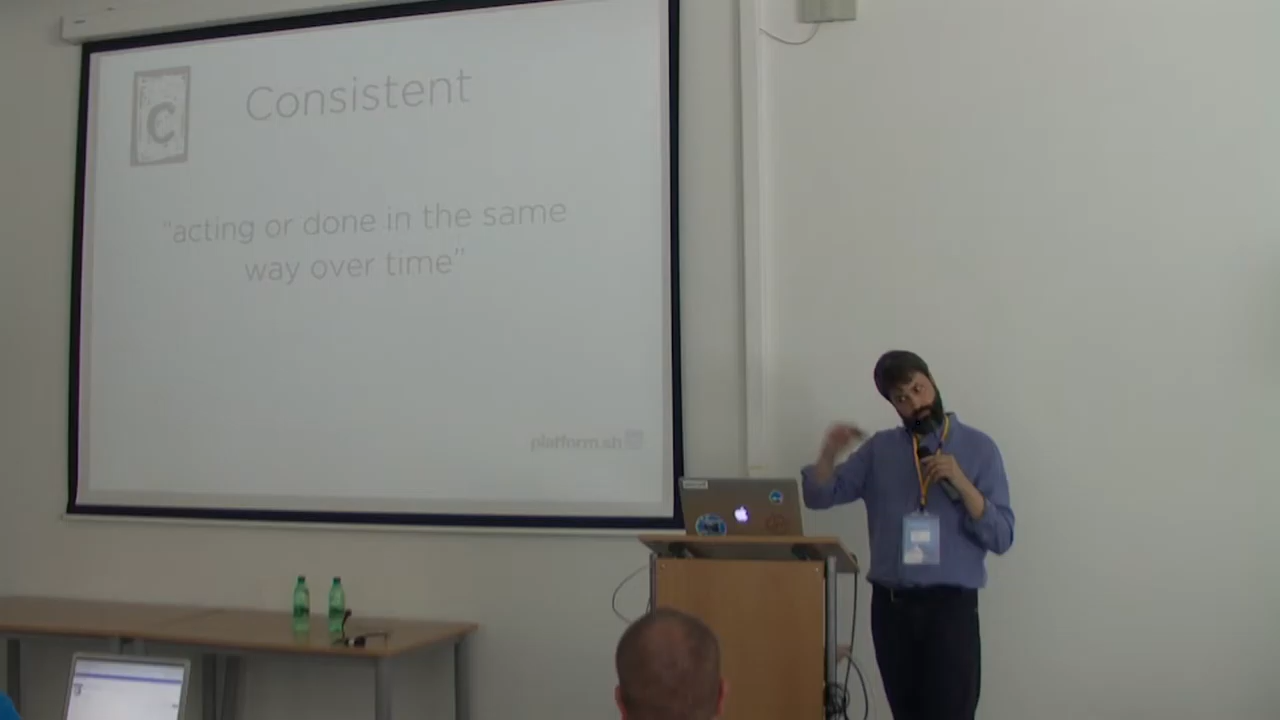 C
Consistent
"acting or done in the same
way over time"
platform.sh